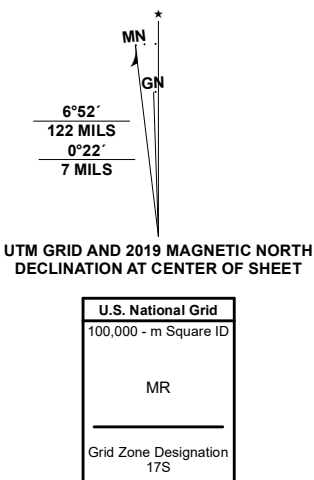 ★
MN
GN
6°52´
122 MILS
0°22´
7 MILS
UTM GRID AND 2019 MAGNETIC NORTH
DECLINATION AT CENTER OF SHEET
U.S. National Grid
100,000 - m Square ID
MR
Grid Zone Designation
17S